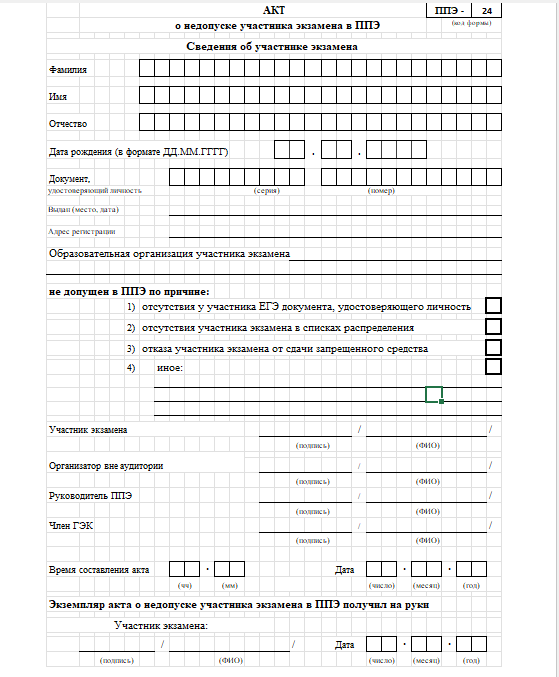 АКТ ППЭ - 24
о недопуске участника экзамена в ППЭ (код формы)
Сведения об участнике экзамена
Фамилия
Имя
Отчество
Дата рождения (в формате ДД.ММ.ГГГГ) . .
Документ,
удостоверяющий личность (серия) (номер)
Выдан (место, дата)
Адрес регистрации
Образовательная организация участника экзамена
не допущен в ППЭ по причине:
1) отсутствия у участника ЕГЭ документа, удостоверяющего личность
2) отсутствия участника экзамена в списках распределения
3) отказа участника экзамена от сдачи запрещенного средства
4) иное:
Участник экзамена / /
(подпись) (ФИО)
Организатор вне аудитории / /
(подпись) (ФИО)
Руководитель ППЭ / /
(подпись) (ФИО)
Член ГЭК / /
(подпись) (ФИО)
Время составления акта . Дата . .
(чч) (мм) (число) (месяц) (год)
Экземпляр акта о недопуске участника экзамена в ППЭ получил на руки
Участник экзамена:
/ / Дата . .
(подпись) (ФИО) (число) (месяц) (год)